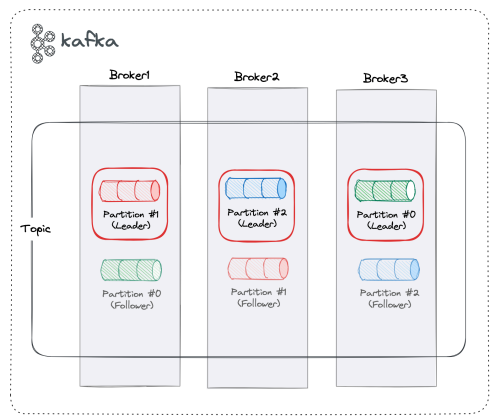 kafka
Broker1
Broker2
Broker3
Topic
Partition #1
(Leader)
Partition #2
(Leader)
Partition #0
(Leader)
Partition #0
(Follower)
Partition #1
(Follower)
Partition #2
(Follower)